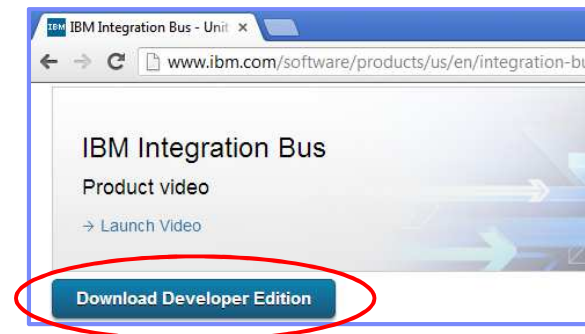 IBM IBM Integration Bus - Unit
www.ibm.com/software/products/us/en/integration-bu
IBM Integration Bus
Product video
→ Launch Video
Download Developer Edition